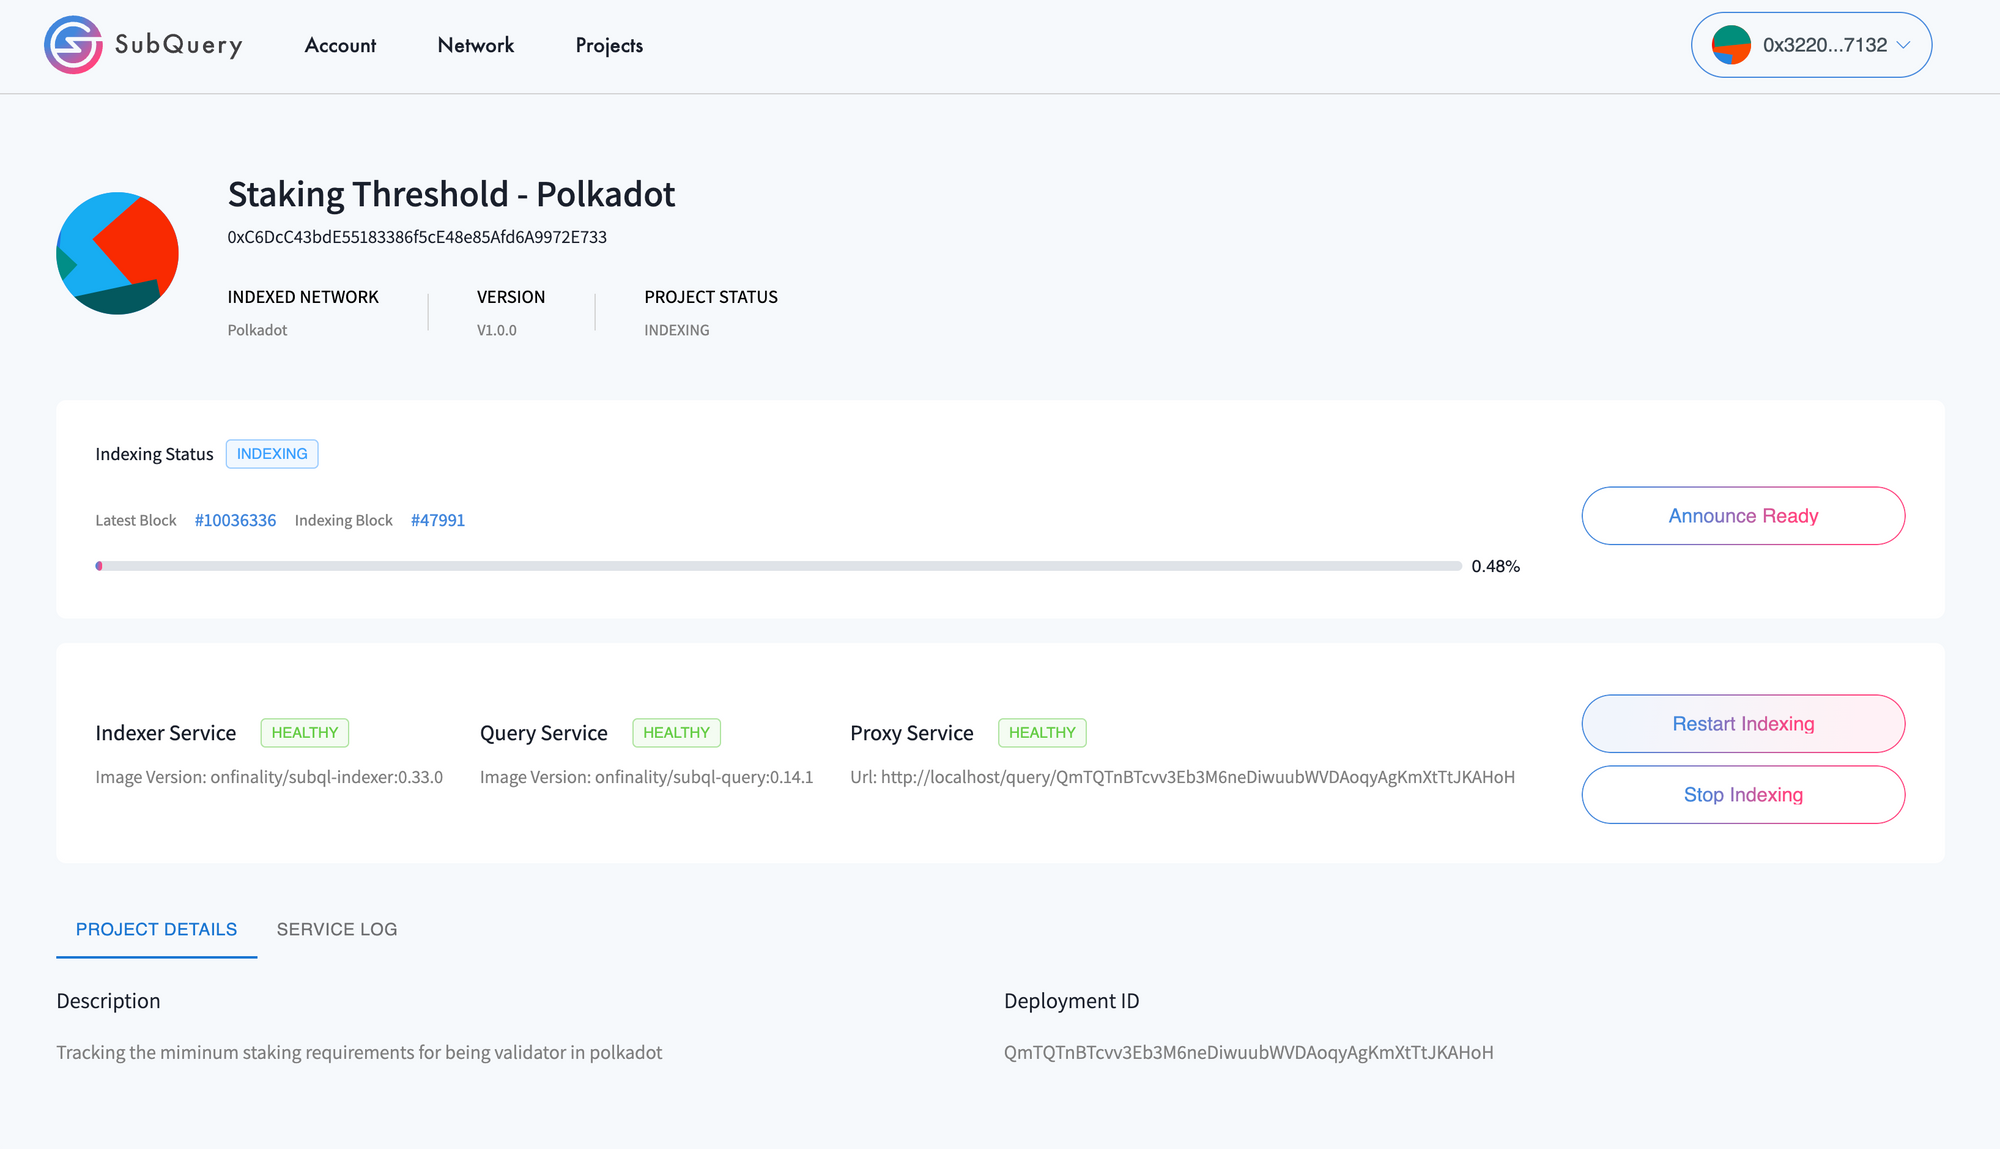 SubQuery
Account
Network
Projects
0x3220...7132
Staking Threshold - Polkadot
0xC6DcC43bdE55183386f5cE48e85Afd6A9972E733
INDEXED NETWORK
Polkadot
VERSION
V1.0.0
PROJECT STATUS
INDEXING
Indexing Status INDEXING
Latest Block #10036336 Indexing Block #47991
0.48%
Announce Ready
Indexer Service HEALTHY
Image Version: onfinality/subql-indexer:0.33.0
Query Service HEALTHY
Image Version: onfinality/subql-query:0.14.1
Proxy Service HEALTHY
Url: http://localhost/query/QmTQTnBTcvv3Eb3M6neDiwuubWVDAoqyAgKmXtTtJKAHoH
Restart Indexing
Stop Indexing
PROJECT DETAILS
SERVICE LOG
Description
Tracking the miminum staking requirements for being validator in polkadot
Deployment ID
QmTQTnBTcvv3Eb3M6neDiwuubWVDAoqyAgKmXtTtJKAHoH